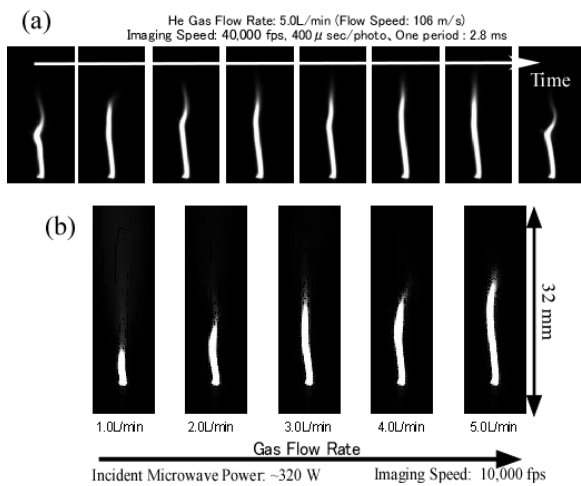 (a)
He Gas Flow Rate: 5.0L/min (Flow Speed: 106 m/s)
Imaging Speed: 40,000 fps, 400μ sec/photo、One period : 2.8 ms
Time
(b)
32 mm
1.0L/min 2.0L/min 3.0L/min 4.0L/min 5.0L/min
Gas Flow Rate
Incident Microwave Power: ~320 W Imaging Speed: 10,000 fps